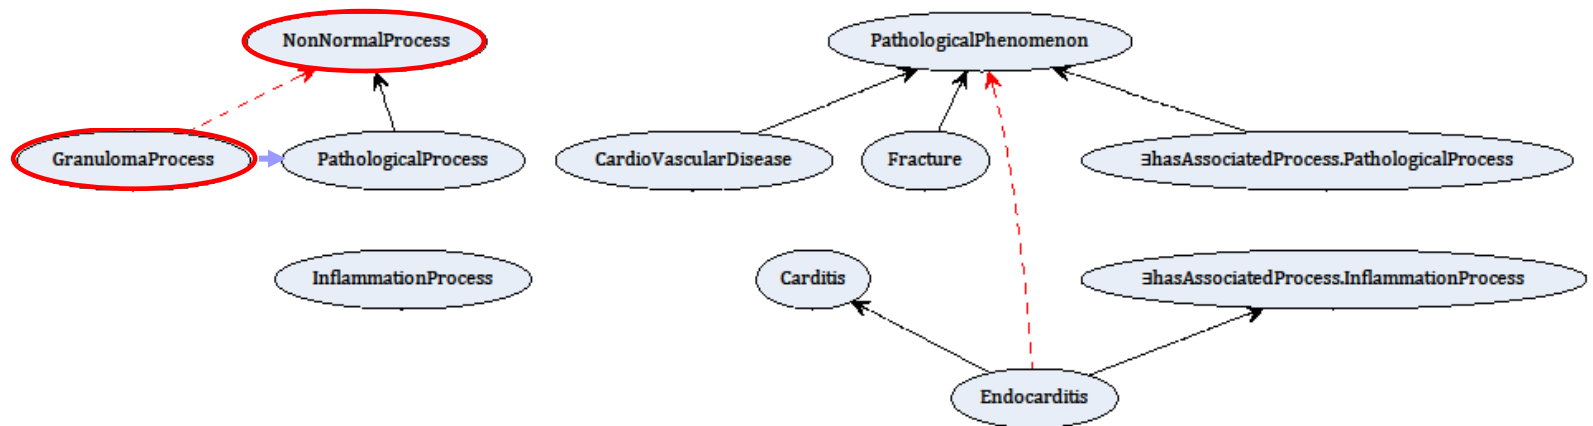 NonNormalProcess
PathologicalPhenomenon
GranulomaProcess
PathologicalProcess
CardioVascularDisease
Fracture
∃hasAssociatedProcess.PathologicalProcess
InflammationProcess
Carditis
∃hasAssociatedProcess.InflammationProcess
Endocarditis